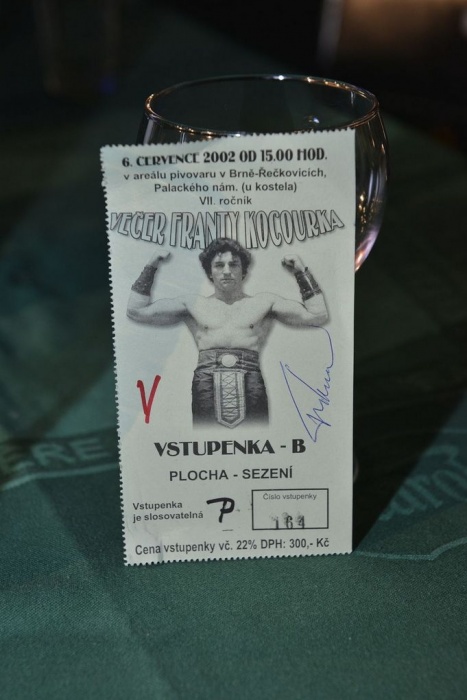 6. ČERVENCE 2002 OD 15.00 HOD.
v areálu pivovaru v Brně-Řečkovicích,
Palackého nám. (u kostela)
VII. ročník
VEČER FRANTY KOCOURKA
V
VSTUPENKA - B
PLOCHA - SEZENÍ
Vstupenka
je slosovatelná
P
Číslo vstupenky
164
Cena vstupenky vč. 22% DPH: 300,- Kč